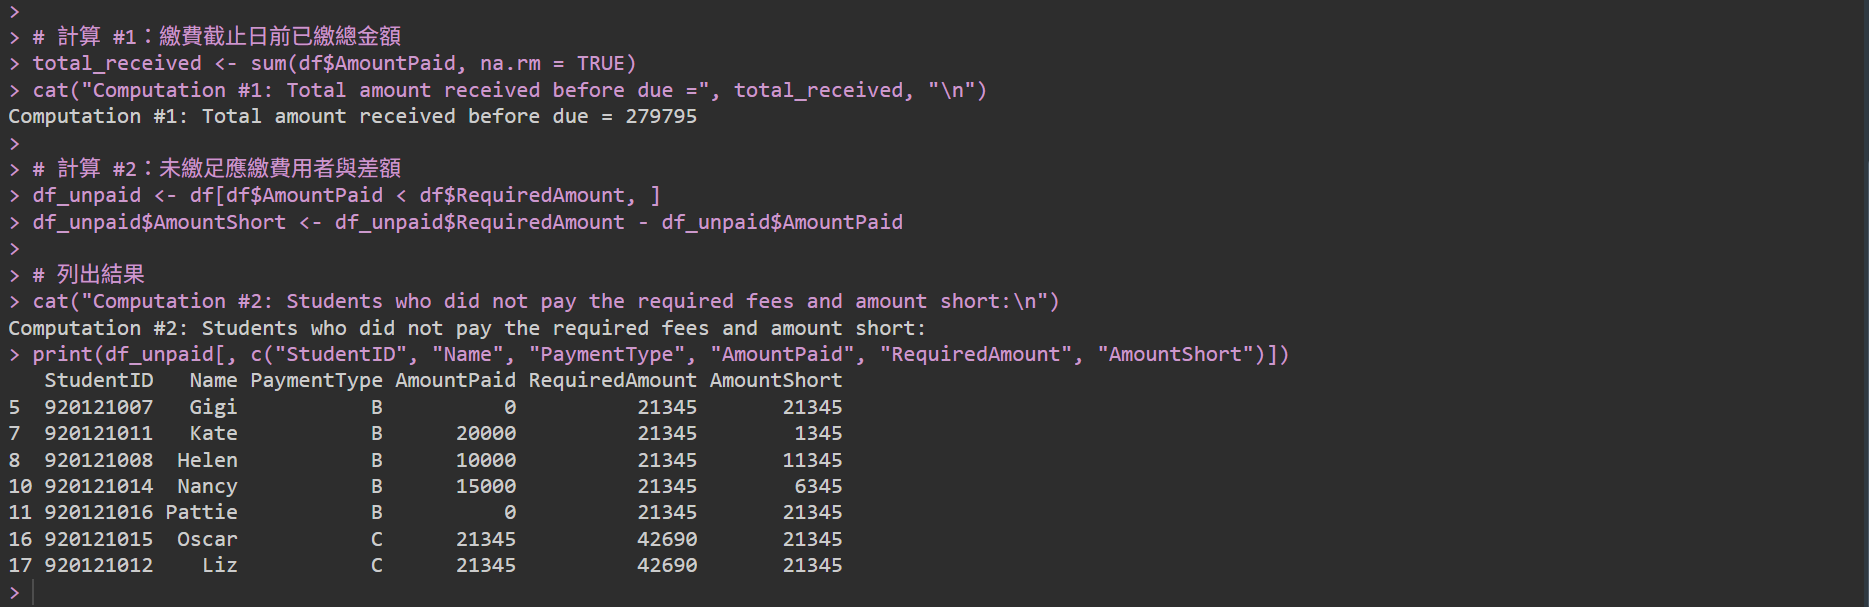 >
> # 計算 #1：繳費截止日前已繳總金額
> total_received <- sum(df$AmountPaid, na.rm = TRUE)
> cat("Computation #1: Total amount received before due =", total_received, "\n")
Computation #1: Total amount received before due = 279795
>
> # 計算 #2：未繳足應繳費用者與差額
> df_unpaid <- df[df$AmountPaid < df$RequiredAmount, ]
> df_unpaid$AmountShort <- df_unpaid$RequiredAmount - df_unpaid$AmountPaid
>
> # 列出結果
> cat("Computation #2: Students who did not pay the required fees and amount short:\n")
Computation #2: Students who did not pay the required fees and amount short:
> print(df_unpaid[, c("StudentID", "Name", "PaymentType", "AmountPaid", "RequiredAmount", "AmountShort")])
   StudentID   Name PaymentType AmountPaid RequiredAmount AmountShort
5  920121007   Gigi           B          0          21345       21345
7  920121011   Kate           B      20000          21345        1345
8  920121008  Helen           B      10000          21345       11345
10 920121014  Nancy           B      15000          21345        6345
11 920121016 Pattie           B          0          21345       21345
16 920121015  Oscar           C      21345          42690       21345
17 920121012    Liz           C      21345          42690       21345
>